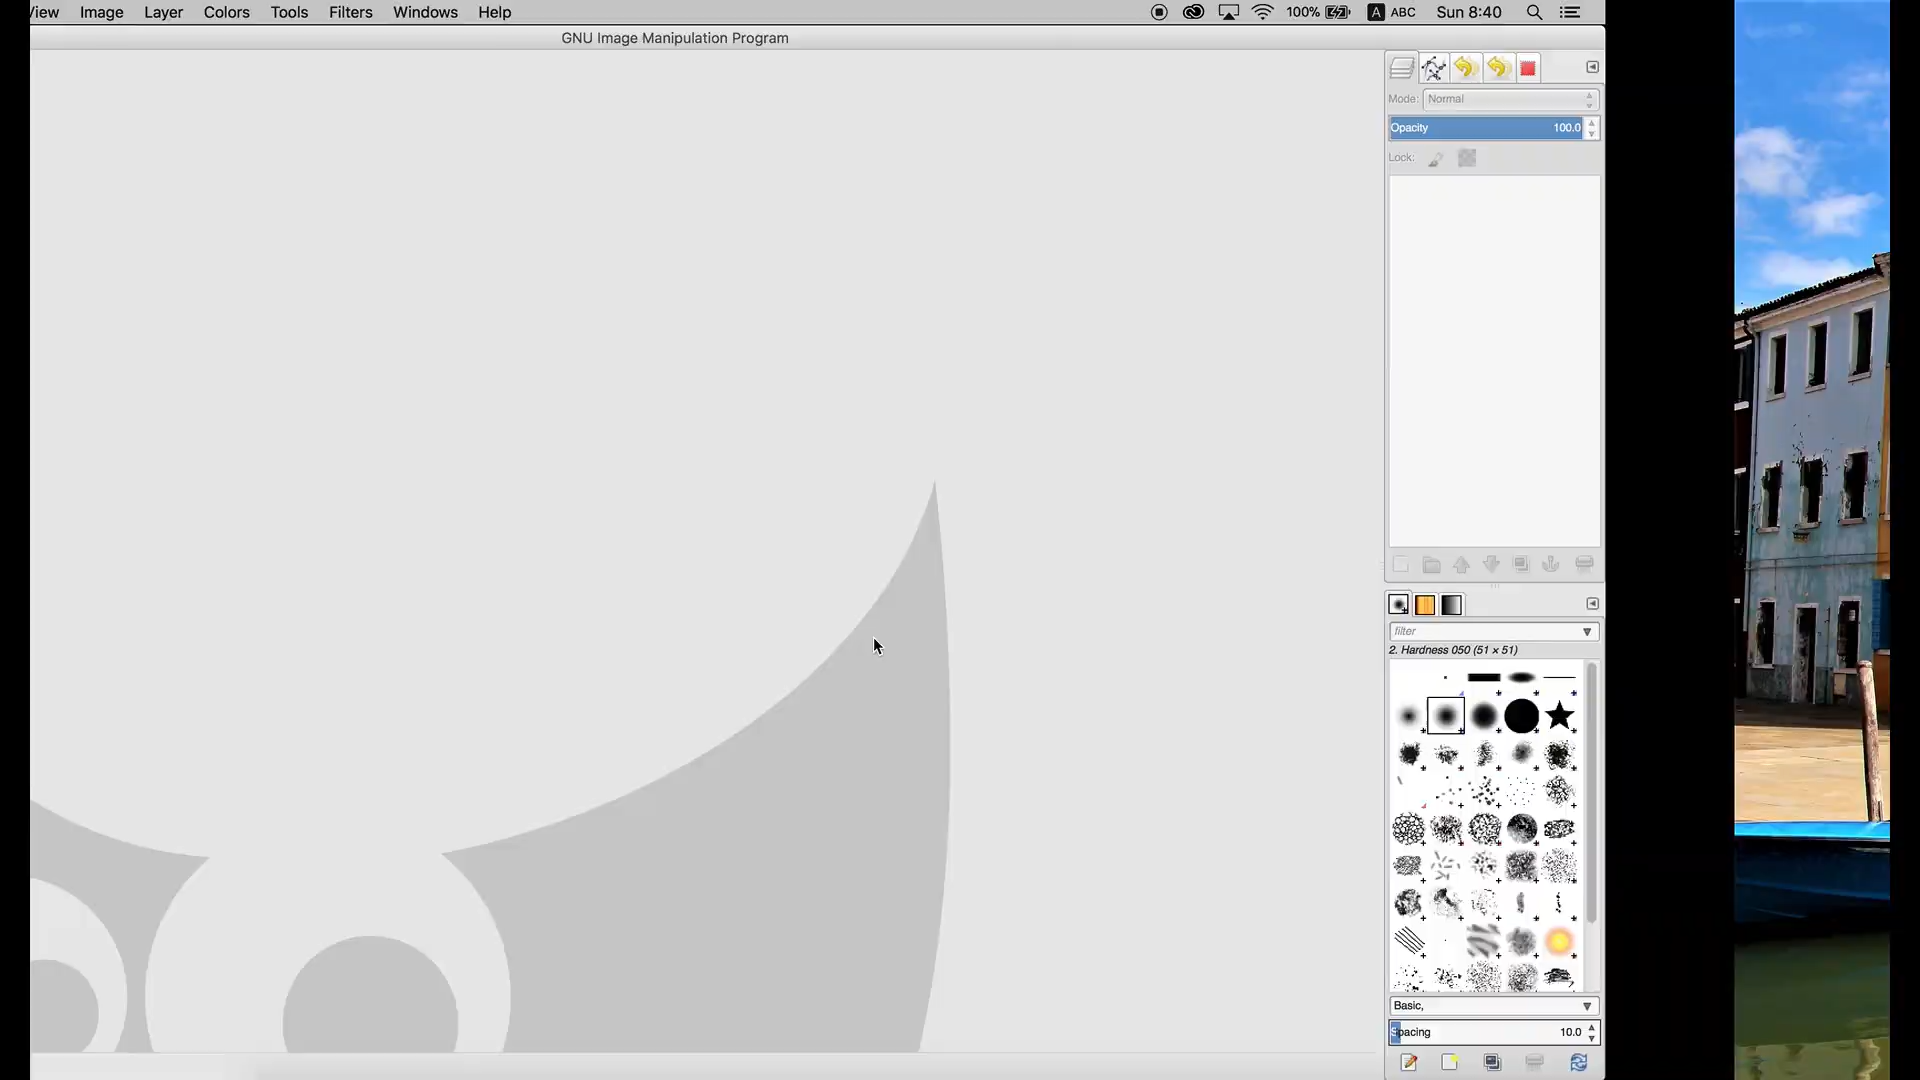 View Image Layer Colors Tools Filters Windows Help 100% A ABC Sun 8:40
GNU Image Manipulation Program
Mode: Normal
Opacity 100.0
Lock:
filter
2. Hardness 050 (51 × 51)
Basic,
Spacing 10.0